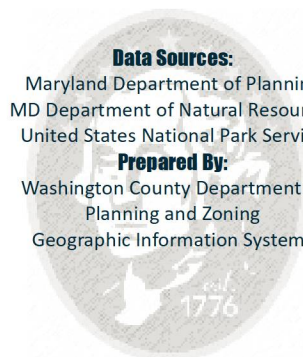 Data Sources:
Maryland Department of Plannin
MD Department of Natural Resour
United States National Park Servi
Prepared By:
Washington County Department
Planning and Zoning
Geographic Information System
est.
1776